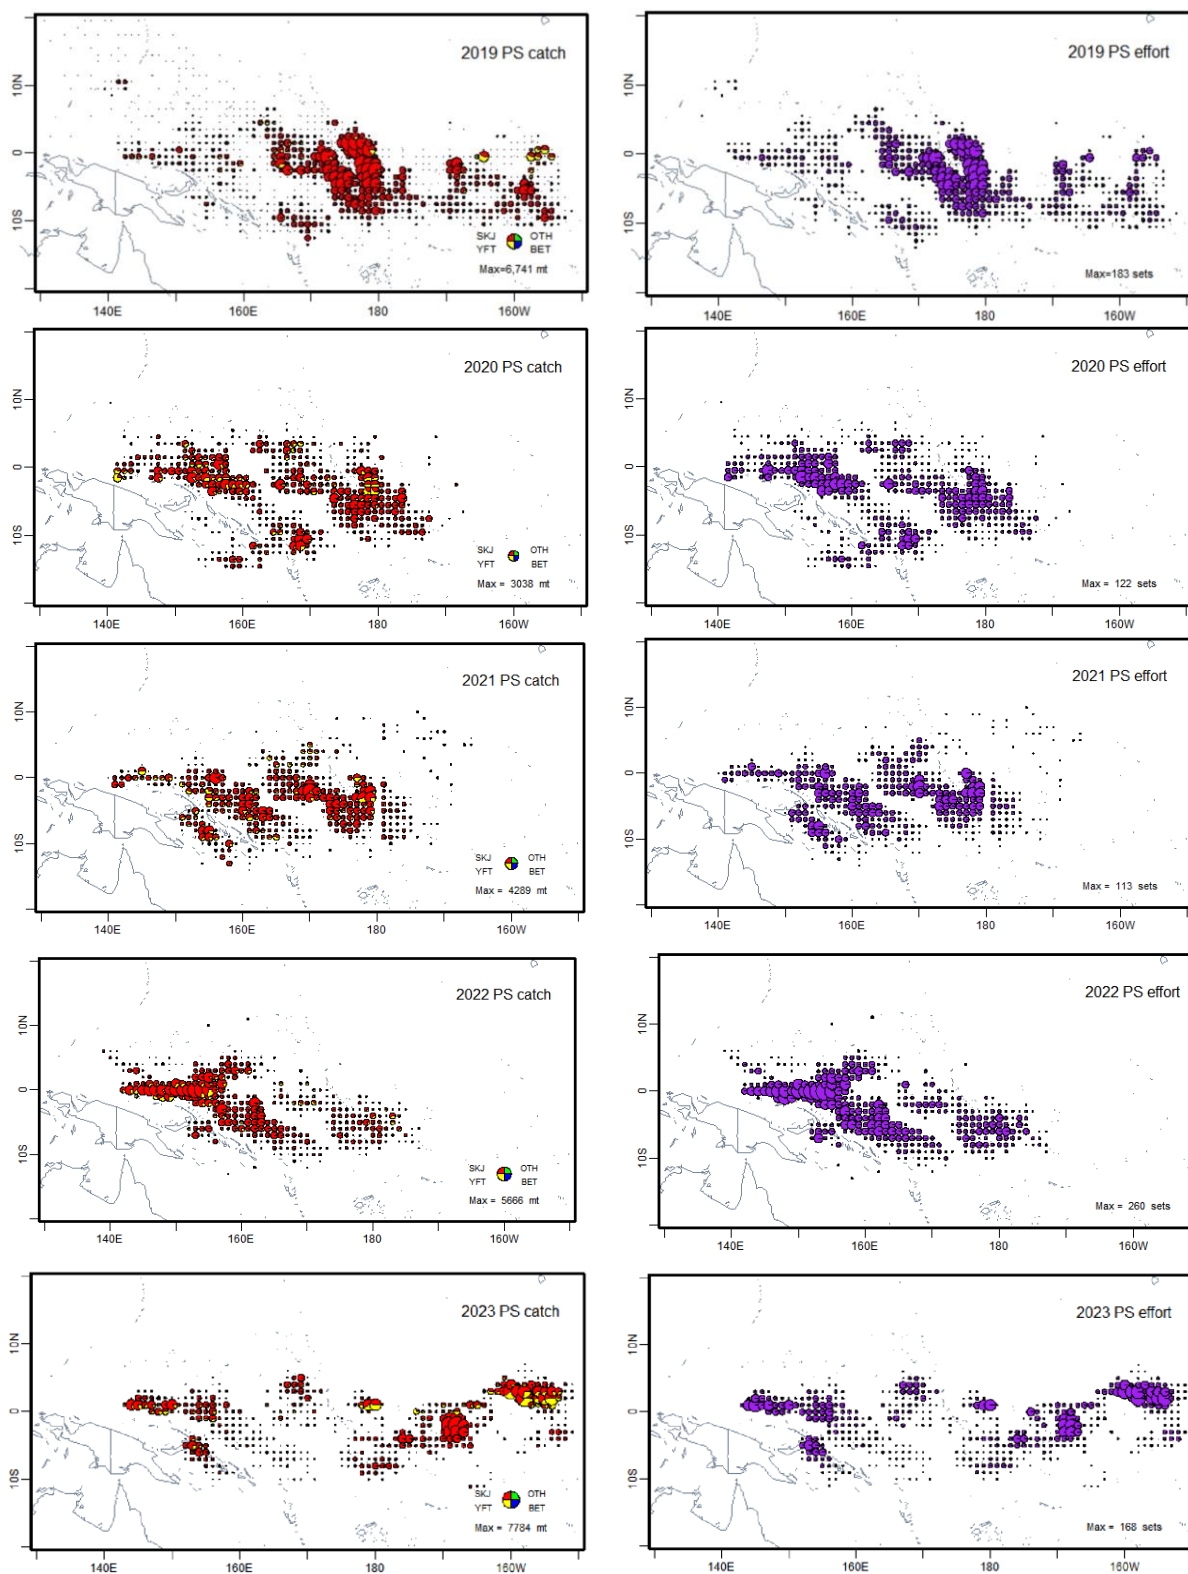 2019 PS catch
10N
0
10S
SKJ OTH
YFT BET
Max=6,741 mt
140E 160E 180 160W
2019 PS effort
10N
0
10S
Max=183 sets
140E 160E 180 160W
2020 PS catch
10N
0
10S
SKJ OTH
YFT BET
Max = 3038 mt
140E 160E 180 160W
2020 PS effort
10N
0
10S
Max = 122 sets
140E 160E 180 160W
2021 PS catch
10N
0
10S
SKJ OTH
YFT BET
Max = 4289 mt
140E 160E 180 160W
2021 PS effort
10N
0
10S
Max = 113 sets
140E 160E 180 160W
2022 PS catch
10N
0
10S
SKJ OTH
YFT BET
Max = 5666 mt
140E 160E 180 160W
2022 PS effort
10N
0
10S
Max = 260 sets
140E 160E 180 160W
2023 PS catch
10N
0
10S
SKJ OTH
YFT BET
Max = 7784 mt
140E 160E 180 160W
2023 PS effort
10N
0
10S
Max = 168 sets
140E 160E 180 160W